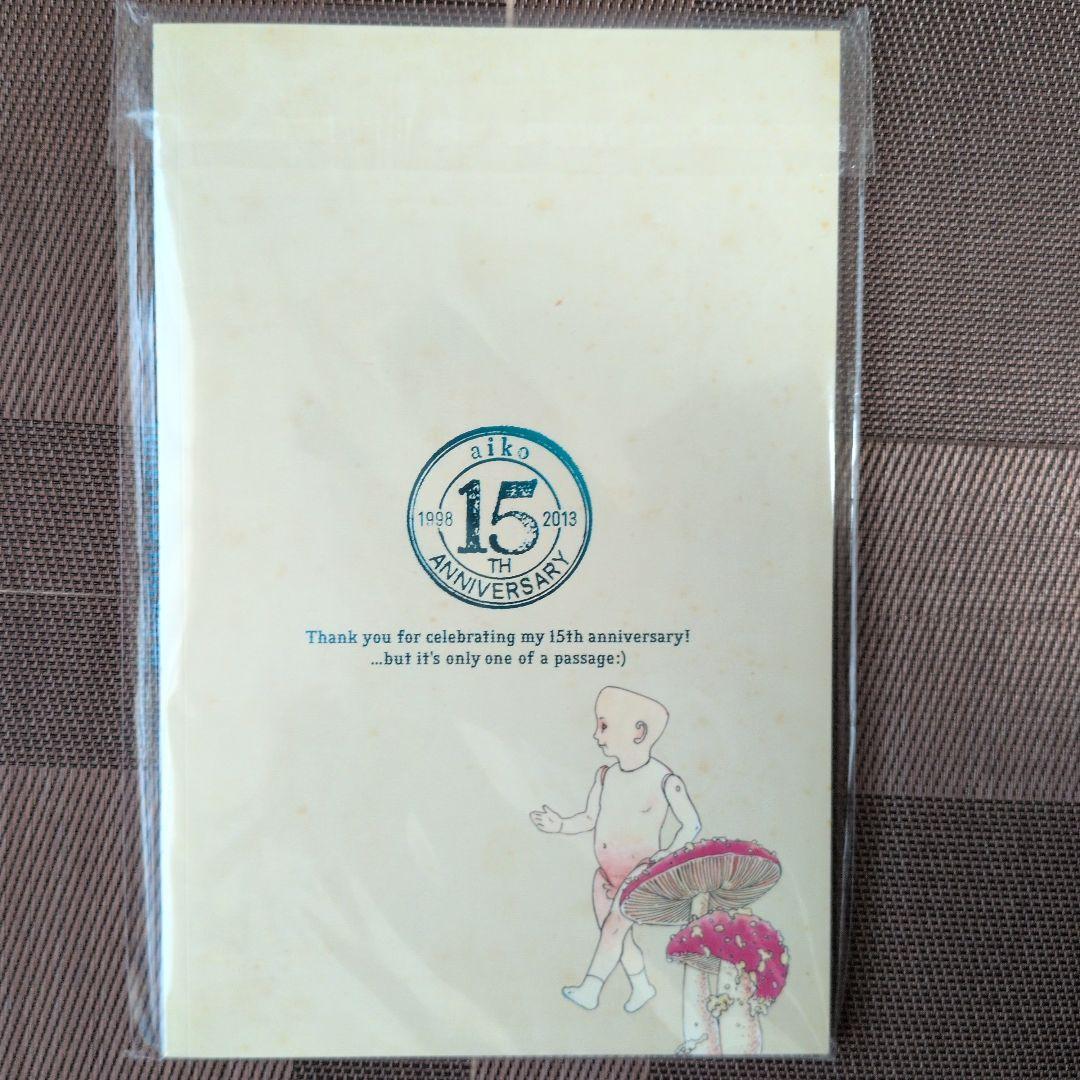 aiko
1998 15 2013
TH
ANNIVERSARY
Thank you for celebrating my 15th anniversary!
...but it's only one of a passage:)